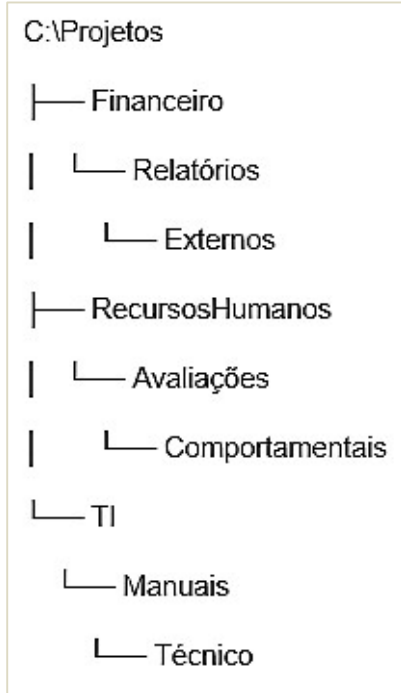 C:\Projetos
├── Financeiro
│ └── Relatórios
│ └── Externos
├── RecursosHumanos
│ └── Avaliações
│ └── Comportamentais
└── TI
└── Manuais
└── Técnico